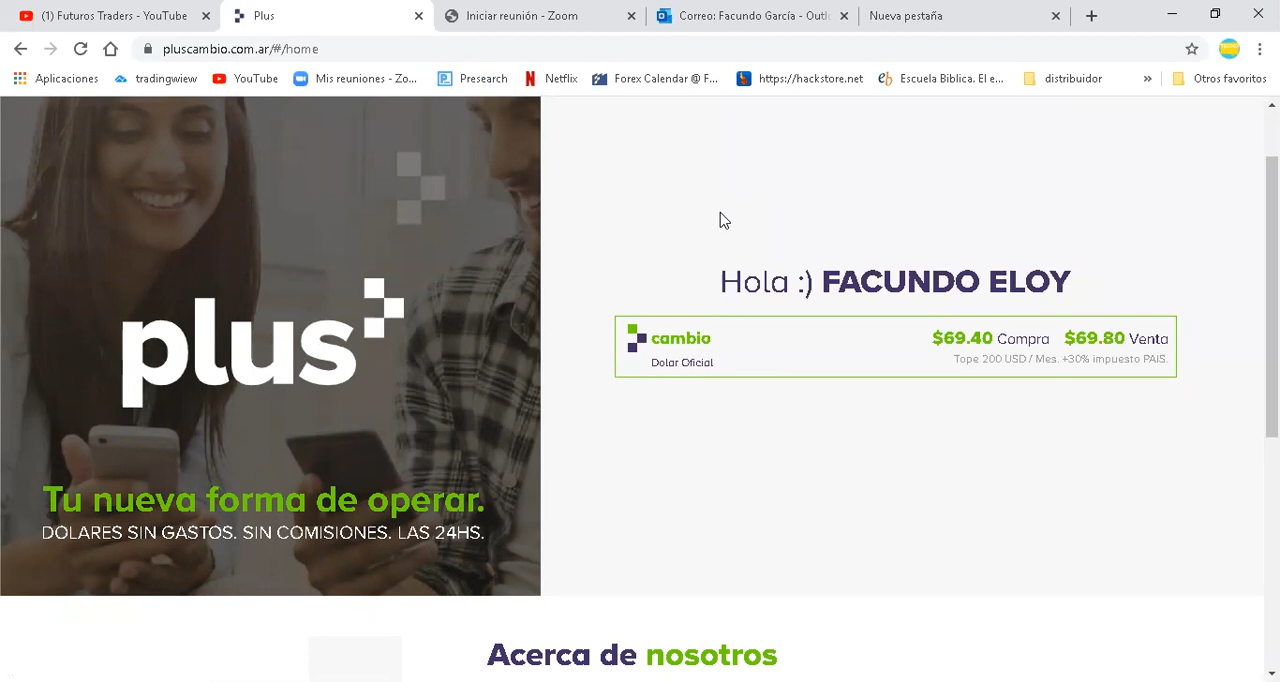 (1) Futuros Traders - YouTube
Plus
Iniciar reunión - Zoom
Correo: Facundo García - Outl
Nueva pestaña
pluscambio.com.ar/#/home
Aplicaciones
tradingwiew
YouTube
Mis reuniones - Zo...
Presearch
Netflix
Forex Calendar @ F...
https://kickstore.net
Escuela Biblica. El e...
distribuidor
»
Otros favoritos
plus
Tu nueva forma de operar.
DOLARES SIN GASTOS. SIN COMISIONES. LAS 24HS.
Hola :) FACUNDO ELOY
cambio
$69.40 Compra $69.80 Venta
Dolar Oficial
Tope 200 USD / Mes. +30% impuesto PAIS.
Acerca de nosotros